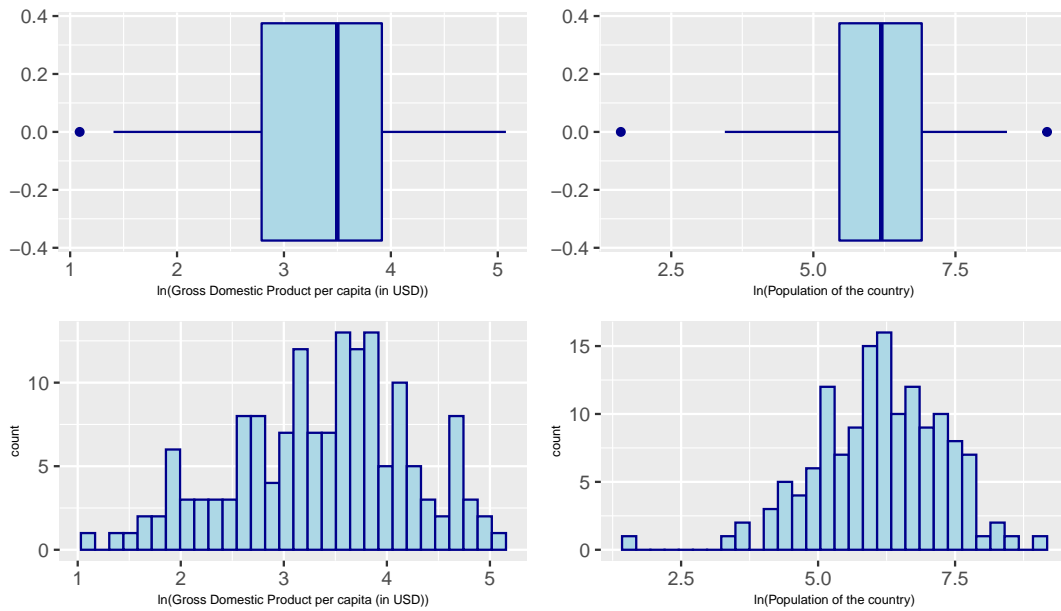 0.4
0.2
0.0
−0.2
−0.4
1 2 3 4 5
ln(Gross Domestic Product per capita (in USD))
0.4
0.2
0.0
−0.2
−0.4
2.5 5.0 7.5
ln(Population of the country)
count
10
5
0
1 2 3 4 5
ln(Gross Domestic Product per capita (in USD))
count
15
10
5
0
2.5 5.0 7.5
ln(Population of the country)